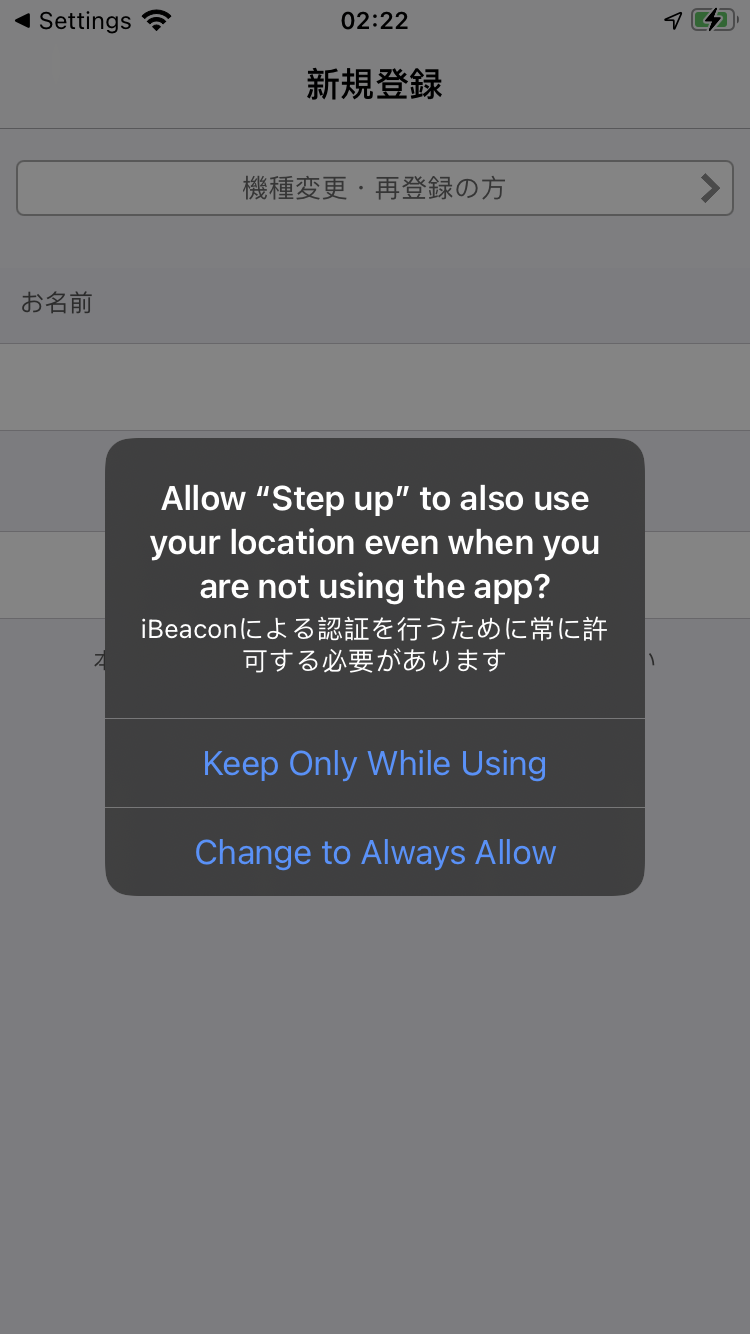 Settings
02:22
新規登録
機種変更・再登録の方
お名前
Allow “Step up” to also use
your location even when you
are not using the app?
iBeaconによる認証を行うために常に許
可する必要があります
Keep Only While Using
Change to Always Allow